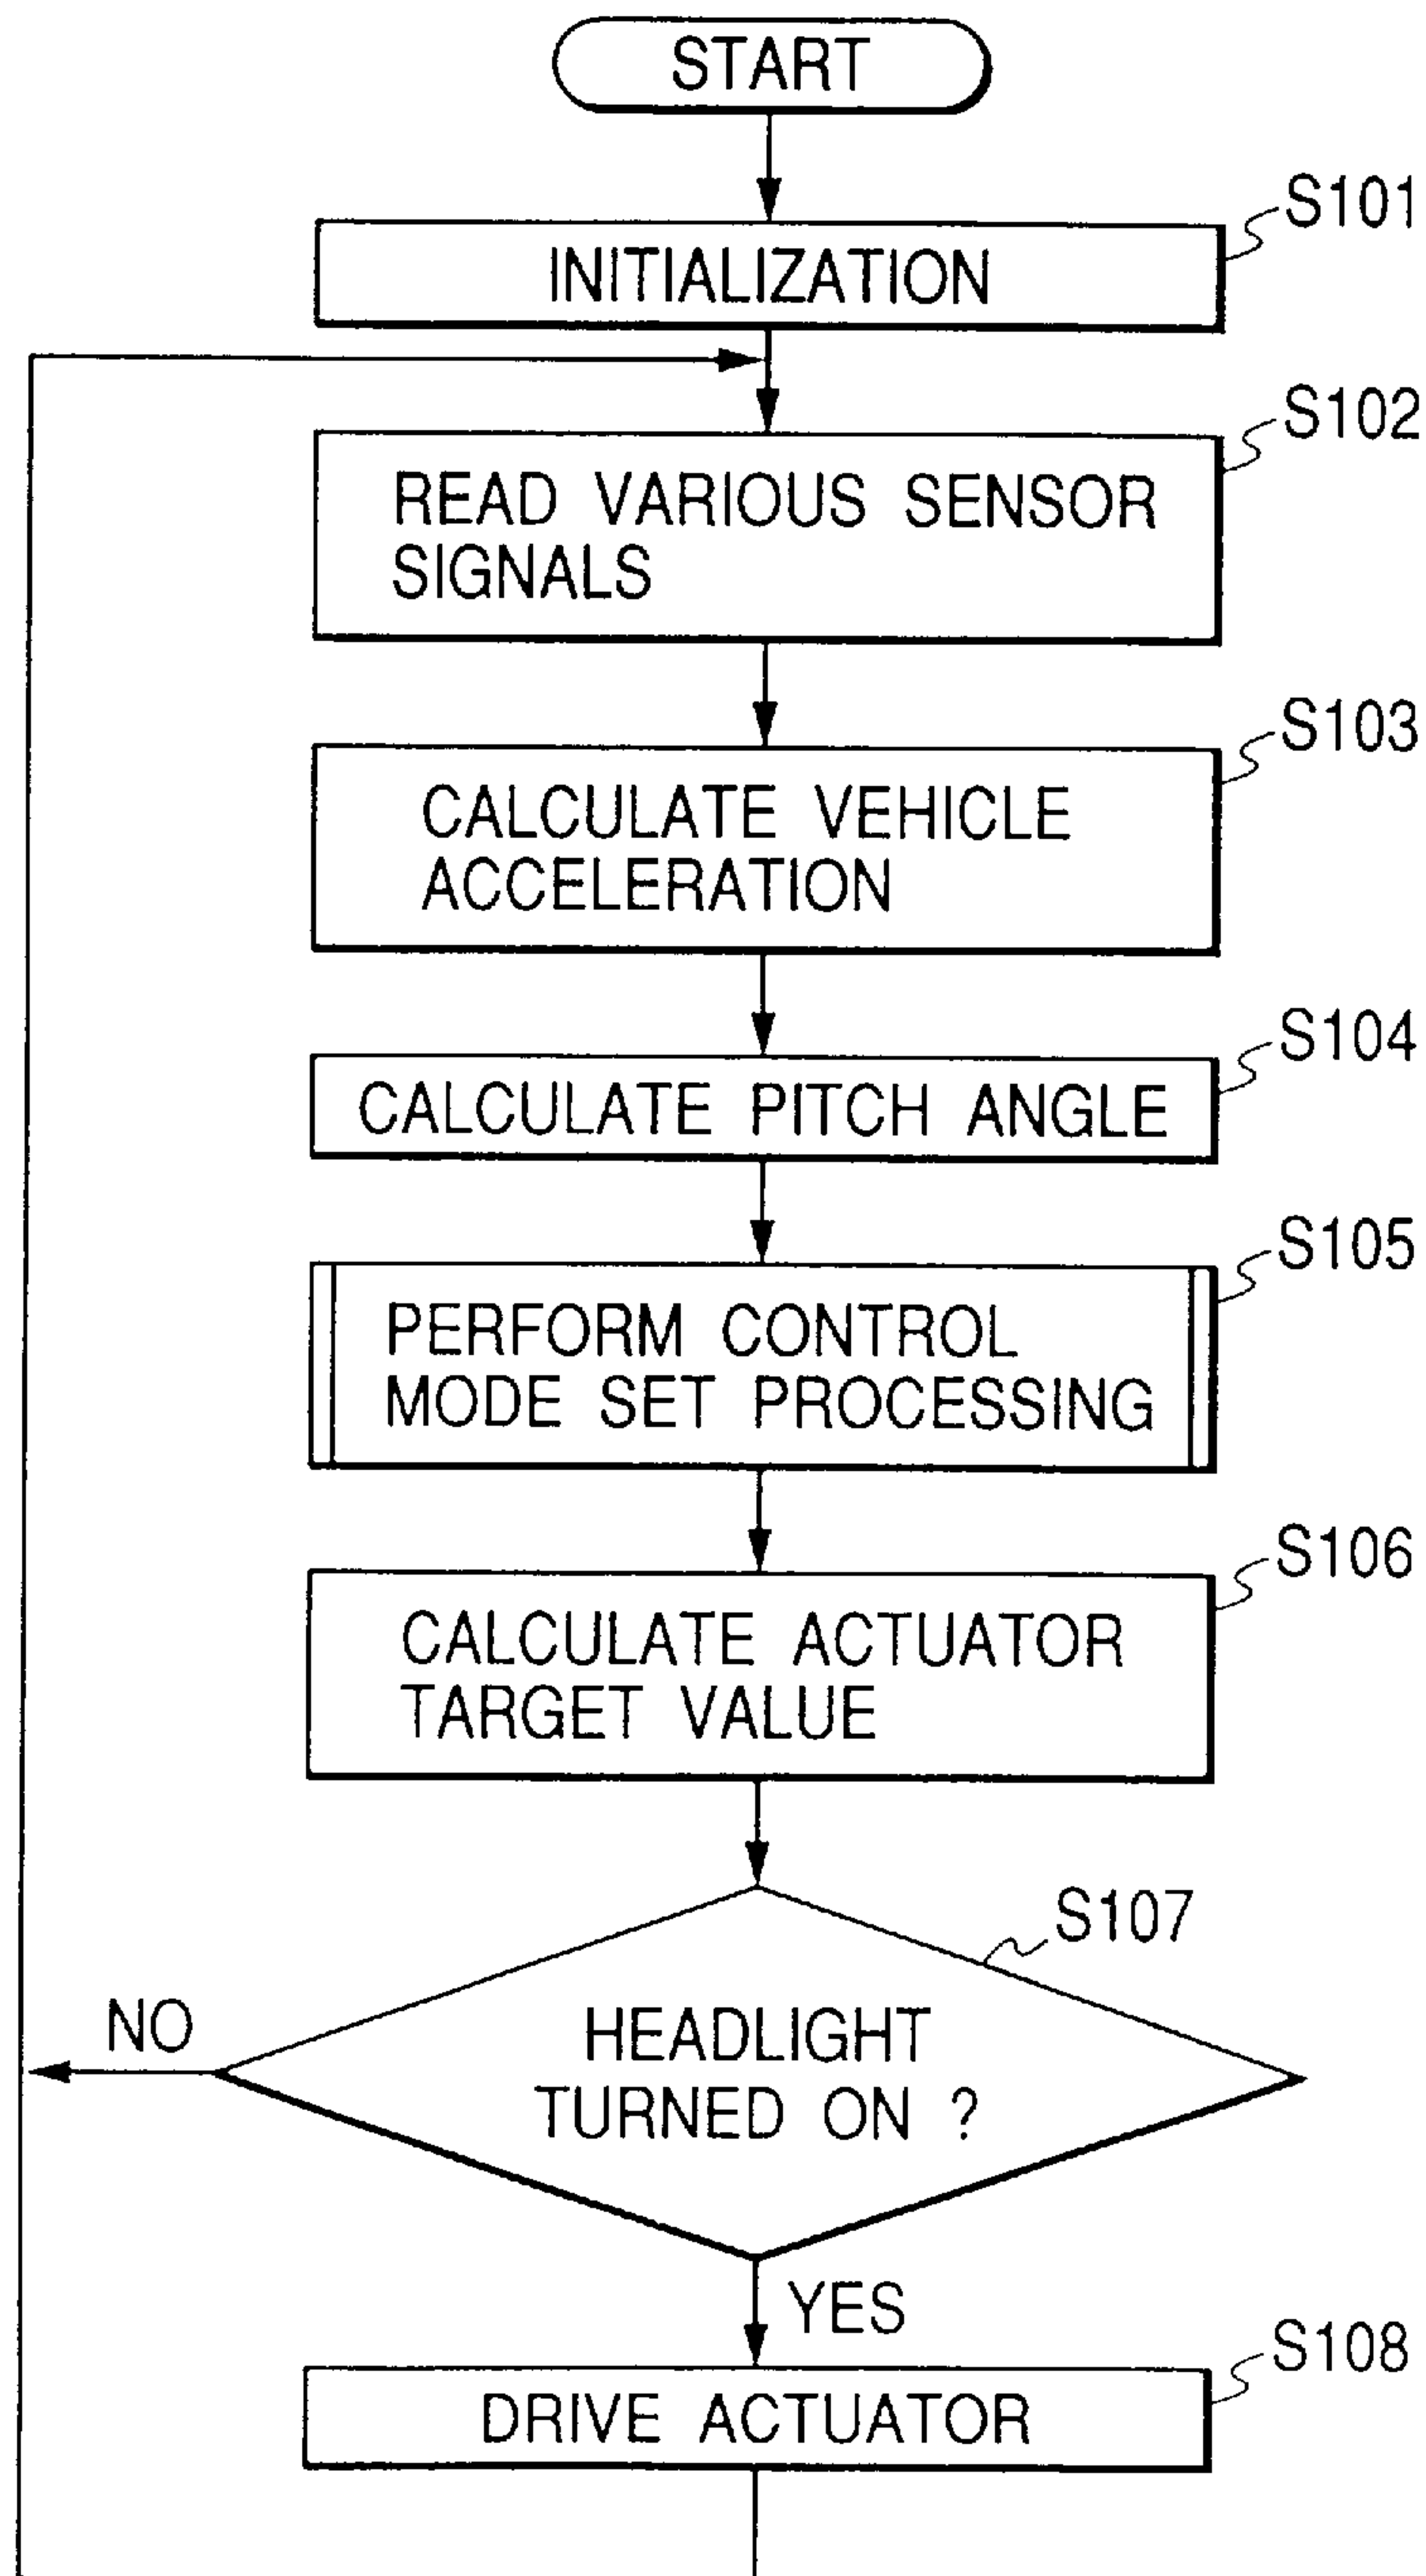 START
S101
INITIALIZATION
S102
READ VARIOUS SENSOR
SIGNALS
S103
CALCULATE VEHICLE
ACCELERATION
S104
CALCULATE PITCH ANGLE
S105
PERFORM CONTROL
MODE SET PROCESSING
S106
CALCULATE ACTUATOR
TARGET VALUE
S107
NO
HEADLIGHT
TURNED ON ?
YES
S108
DRIVE ACTUATOR